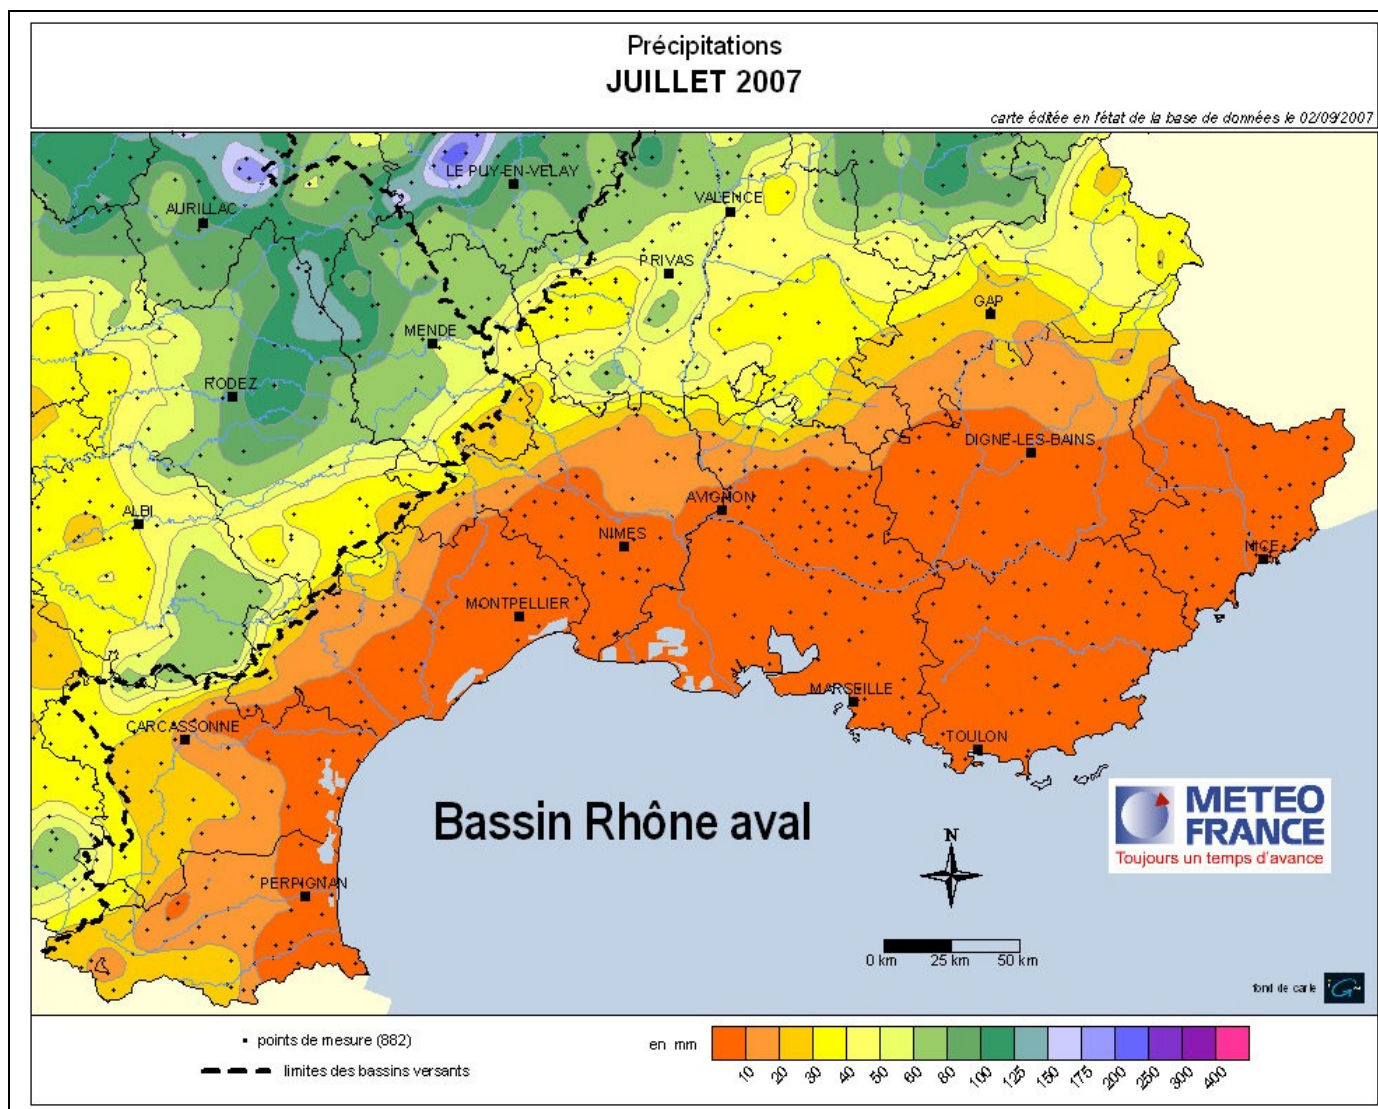 Précipitations
JUILLET 2007
carte éditée en l'état de la base de données le 02/09/2007
LE PUY-EN-VELAY
AURILLAC
VALENCE
PRIVAS
GAP
MENDE
RODEZ
DIGNE-LES-BAINS
AVIGNON
ALBI
NIMES
NICE
MONTPELLIER
MARSEILLE
CARCASSONNE
TOULON
Bassin Rhône aval
METEO
FRANCE
Toujours un temps d'avance
N
PERPIGNAN
0 km 25 km 50 km
fond de carte
points de mesure (882)
limites des bassins versants
en mm
10 20 30 40 50 60 80 100 125 150 175 200 250 300 400